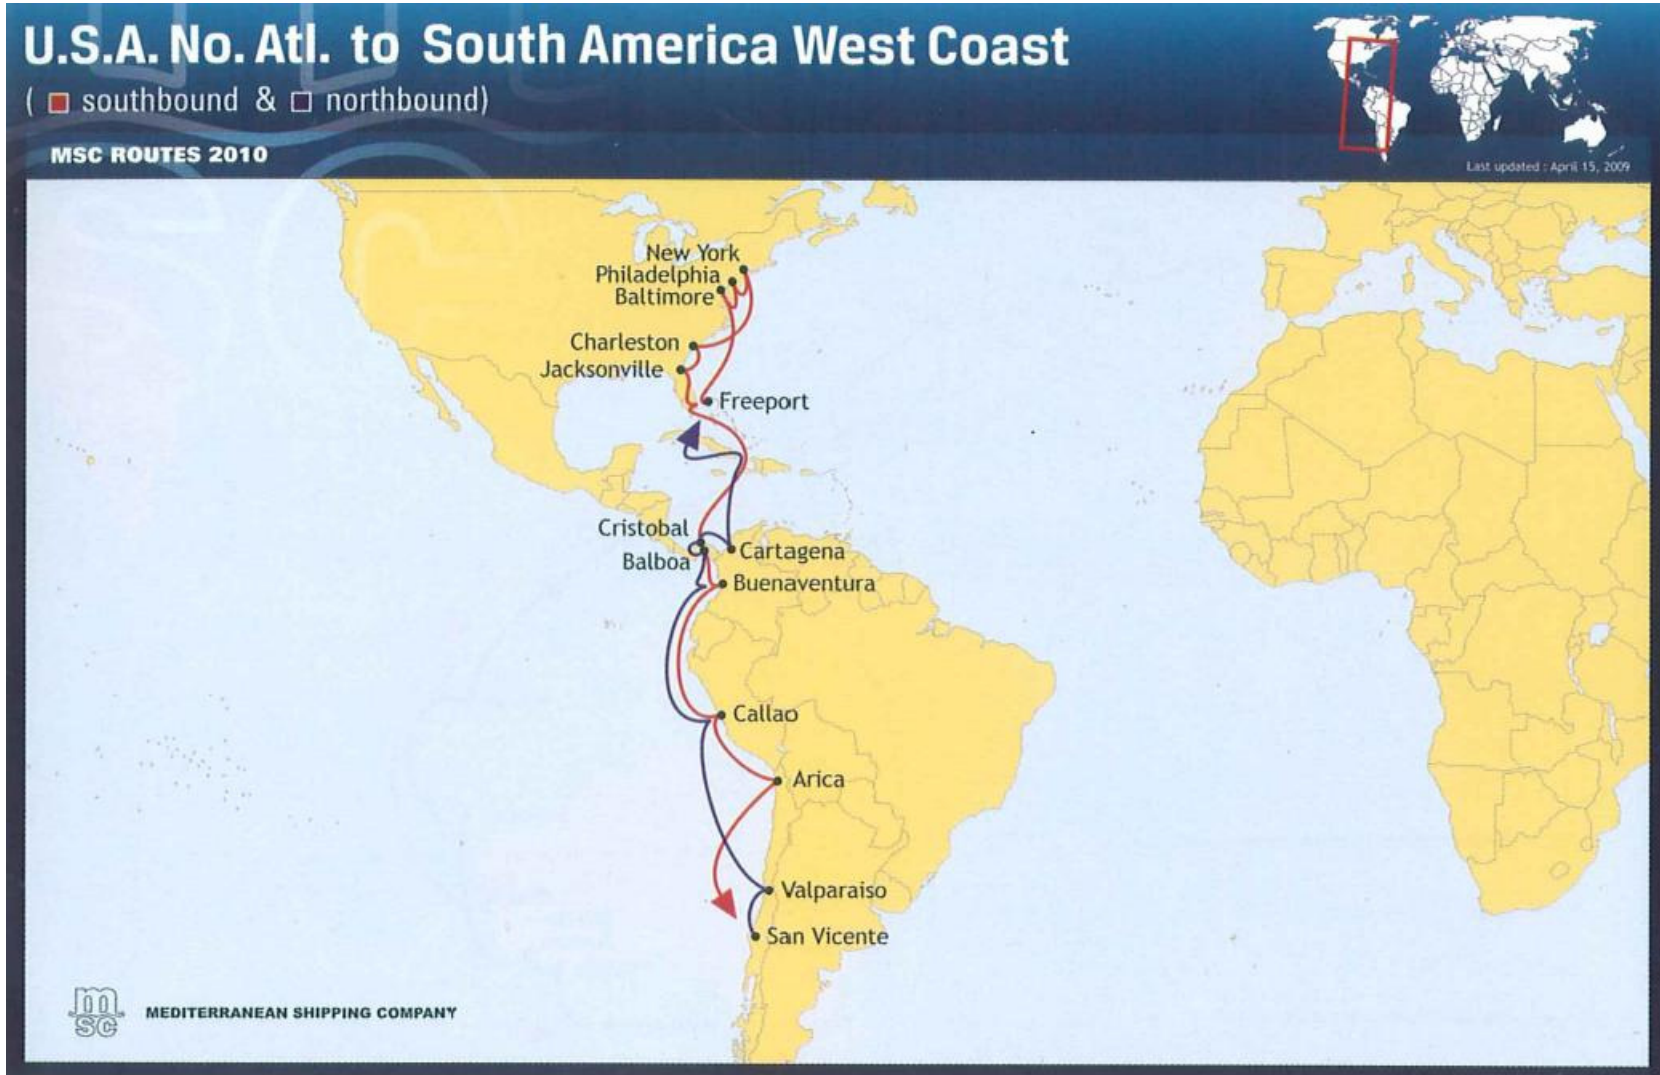 U.S.A. No. Atl. to South America West Coast
( southbound & northbound)
MSC ROUTES 2010
Last updated : April 15, 2009
New York
Philadelphia
Baltimore
Charleston
Jacksonville
Freeport
Cristobal
Balboa
Cartagena
Buenaventura
Callao
Arica
Valparaiso
San Vicente
m
sc
MEDITERRANEAN SHIPPING COMPANY